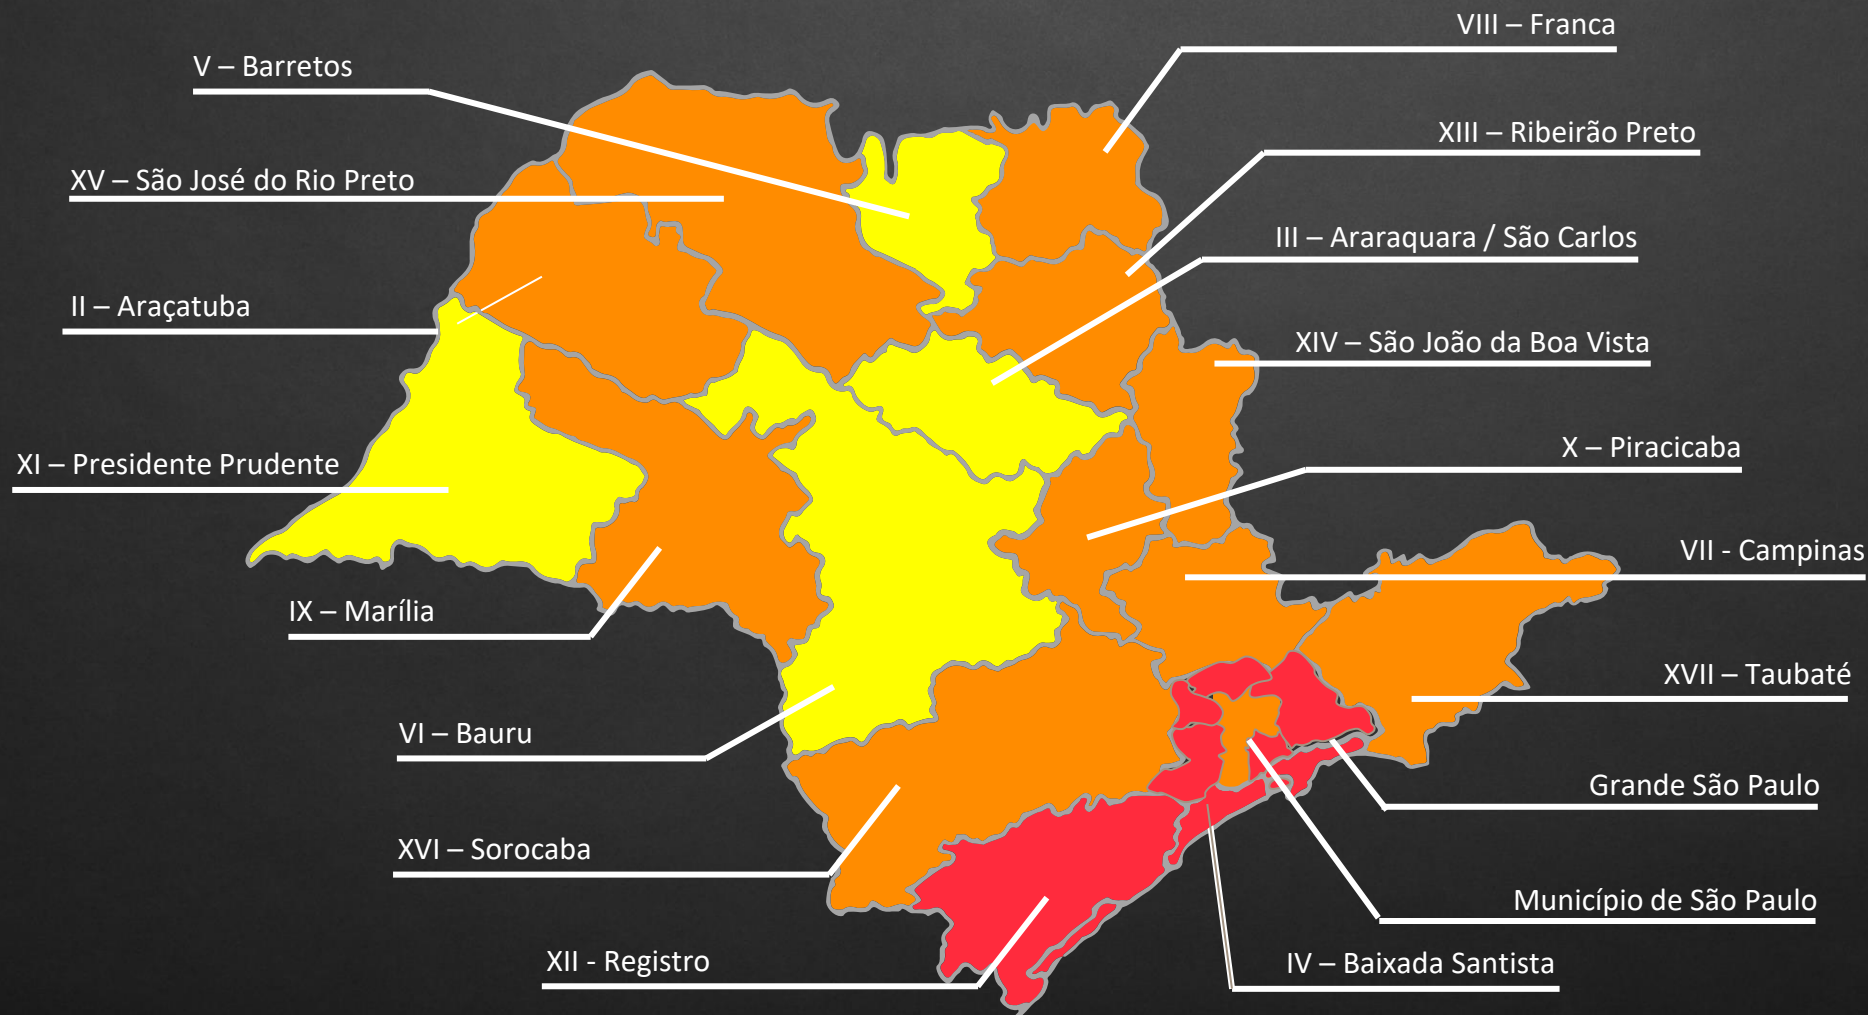 VIII – Franca
V – Barretos
XIII – Ribeirão Preto
XV – São José do Rio Preto
III – Araraquara / São Carlos
II – Araçatuba
XIV – São João da Boa Vista
X – Piracicaba
XI – Presidente Prudente
VII - Campinas
IX – Marília
XVII – Taubaté
VI – Bauru
Grande São Paulo
XVI – Sorocaba
Município de São Paulo
XII - Registro
IV – Baixada Santista